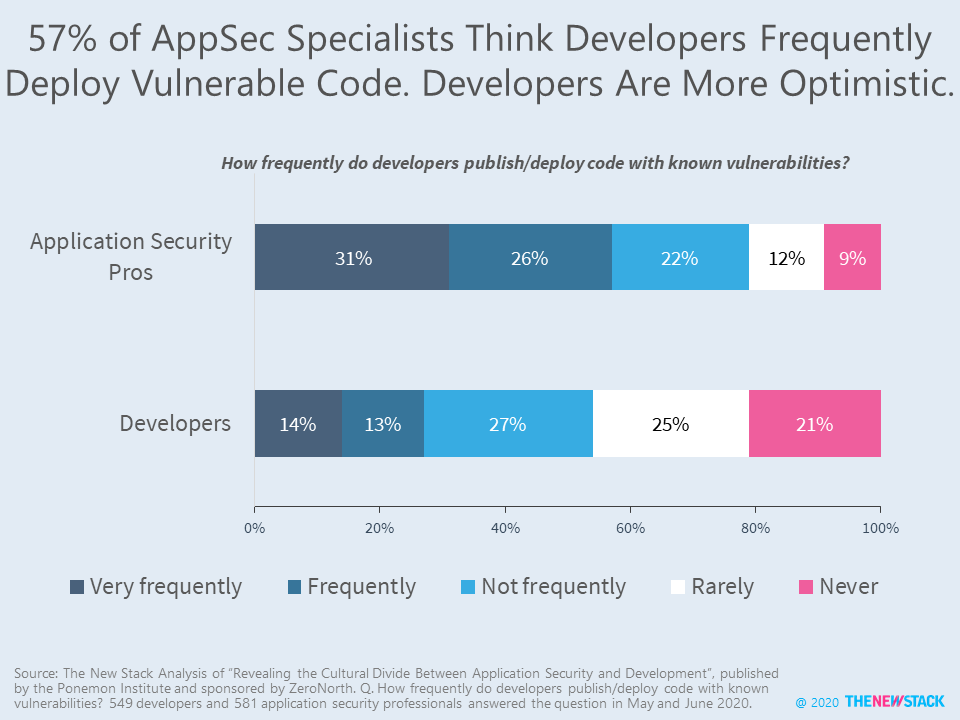 57% of AppSec Specialists Think Developers Frequently
Deploy Vulnerable Code. Developers Are More Optimistic.
How frequently do developers publish/deploy code with known vulnerabilities?
Application Security
Pros
31% 26% 22% 12% 9%
Developers
14% 13% 27% 25% 21%
0% 20% 40% 60% 80% 100%
Very frequently Frequently Not frequently Rarely Never
Source: The New Stack Analysis of “Revealing the Cultural Divide Between Application Security and Development”, published
by the Ponemon Institute and sponsored by ZeroNorth. Q. How frequently do developers publish/deploy code with known
vulnerabilities? 549 developers and 581 application security professionals answered the question in May and June 2020.
@ 2020 THENEWSTACK